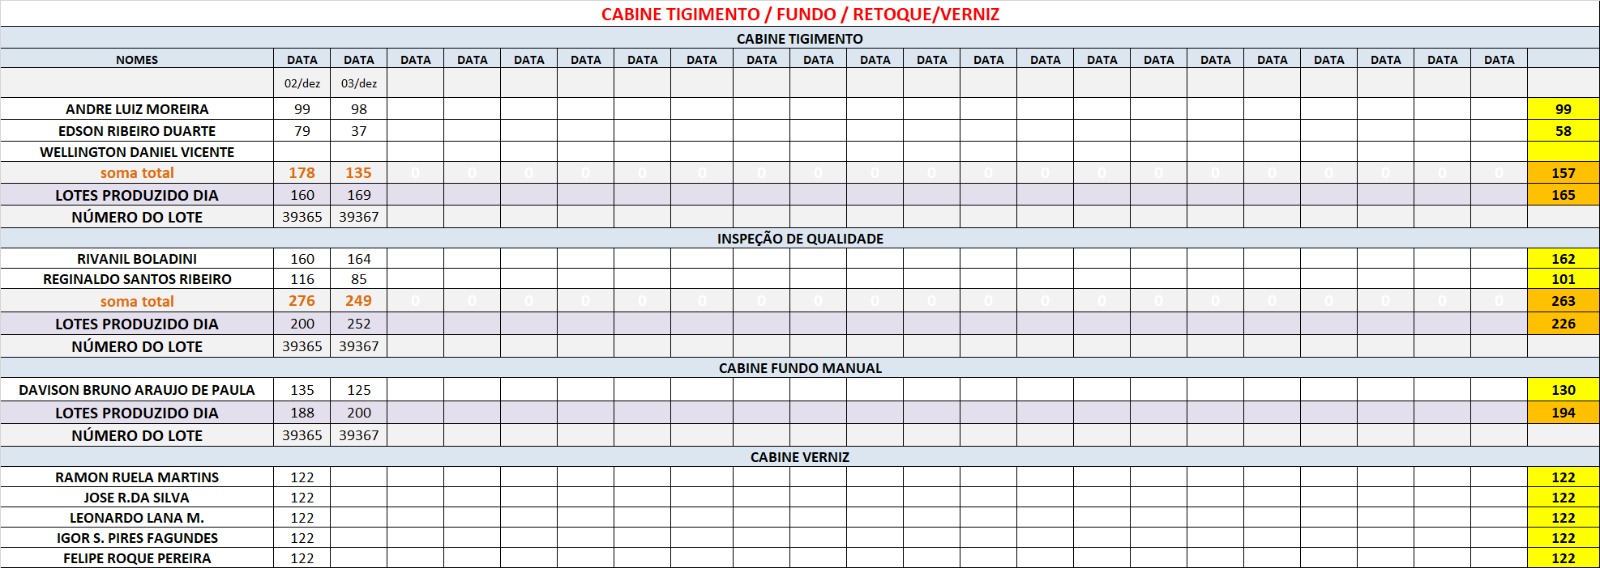 CABINE TIGIMENTO / FUNDO / RETOQUE/VERNIZ
CABINE TIGIMENTO
NOMES DATA DATA DATA DATA DATA DATA DATA DATA DATA DATA DATA DATA DATA DATA DATA DATA DATA DATA DATA DATA DATA DATA
02/dez 03/dez
ANDRE LUIZ MOREIRA 99 98 99
EDSON RIBEIRO DUARTE 79 37 58
WELLINGTON DANIEL VICENTE
soma total 178 135 0 0 0 0 0 0 0 0 0 0 0 0 0 0 0 0 0 0 0 0 157
LOTES PRODUZIDO DIA 160 169 165
NÚMERO DO LOTE 39365 39367
INSPEÇÃO DE QUALIDADE
RIVANIL BOLADINI 160 164 162
REGINALDO SANTOS RIBEIRO 116 85 101
soma total 276 249 0 0 0 0 0 0 0 0 0 0 0 0 0 0 0 0 0 0 0 0 263
LOTES PRODUZIDO DIA 200 252 226
NÚMERO DO LOTE 39365 39367
CABINE FUNDO MANUAL
DAVISON BRUNO ARAUJO DE PAULA 135 125 130
LOTES PRODUZIDO DIA 188 200 194
NÚMERO DO LOTE 39365 39367
CABINE VERNIZ
RAMON RUELA MARTINS 122 122
JOSE R.DA SILVA 122 122
LEONARDO LANA M. 122 122
IGOR S. PIRES FAGUNDES 122 122
FELIPE ROQUE PEREIRA 122 122